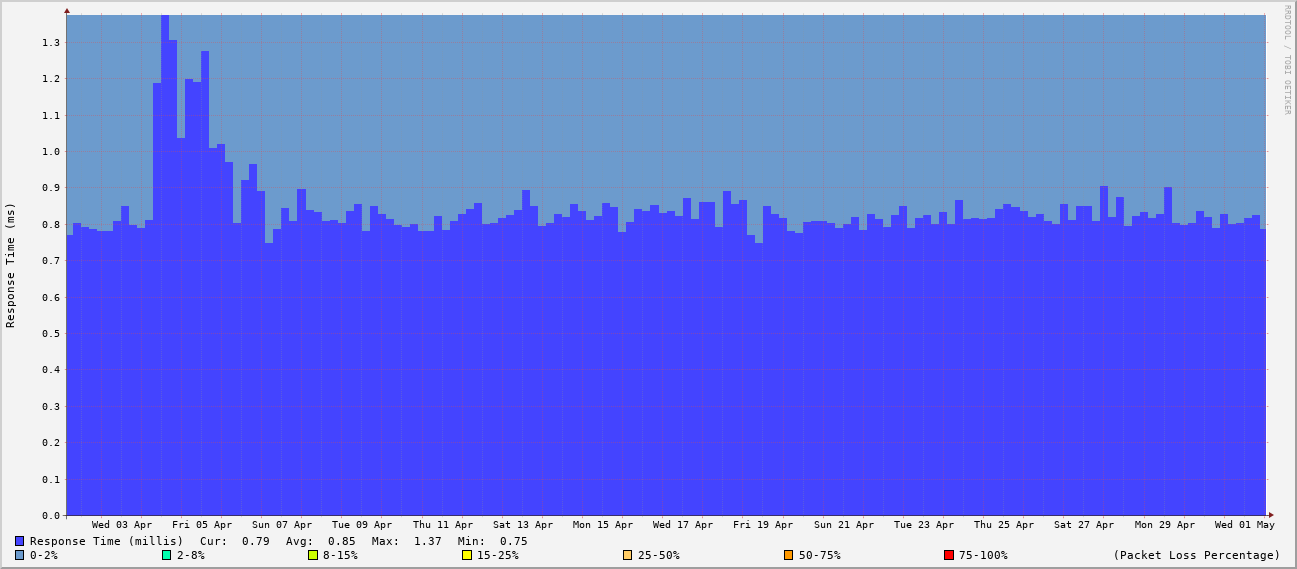 RRDTOOL / TOBI OETIKER
Response Time (ms)
1.3
1.2
1.1
1.0
0.9
0.8
0.7
0.6
0.5
0.4
0.3
0.2
0.1
0.0
Wed 03 Apr Fri 05 Apr Sun 07 Apr Tue 09 Apr Thu 11 Apr Sat 13 Apr Mon 15 Apr Wed 17 Apr Fri 19 Apr Sun 21 Apr Tue 23 Apr Thu 25 Apr Sat 27 Apr Mon 29 Apr Wed 01 May
Response Time (millis) Cur: 0.79 Avg: 0.85 Max: 1.37 Min: 0.75
0-2% 2-8% 8-15% 15-25% 25-50% 50-75% 75-100% (Packet Loss Percentage)